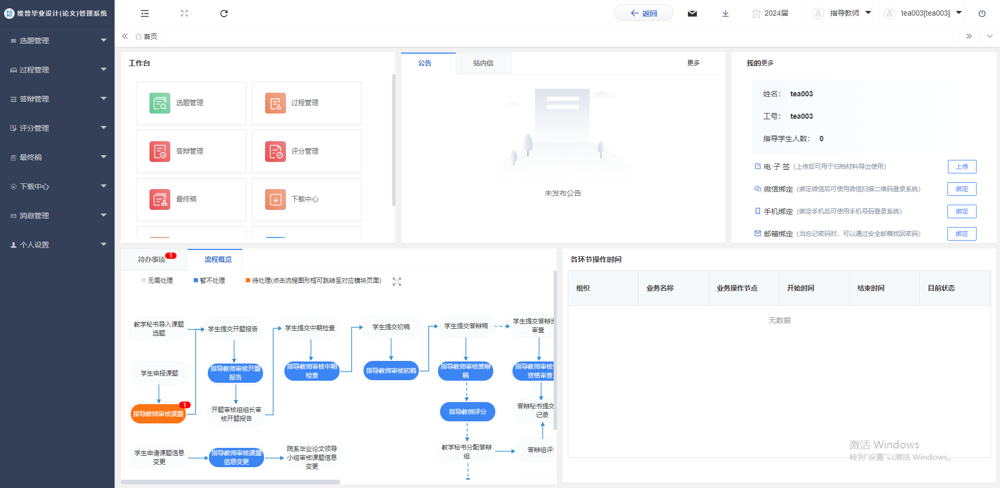 维普毕业设计(论文)管理系统
返回
2024届
指导教师
tea003[tea003]
首页
选题管理
过程管理
答辩管理
评分管理
最终稿
下载中心
消息管理
个人设置
工作台
选题管理
过程管理
答辩管理
评分管理
最终稿
下载中心
公告
站内信
更多
未发布公告
我的更多
姓名： tea003
工号： tea003
指导学生人数： 0
电 子 签 (上传后可用于归档材料导出使用)
上传
微信绑定 (绑定微信后可使用微信扫描二维码登录系统)
绑定
手机绑定 (绑定手机后可使用手机号码登录系统)
绑定
邮箱绑定 (当忘记密码时，可以通过安全邮箱找回密码)
绑定
待办事项
1
流程概览
无需处理
暂不处理
待处理(点击流程图形框可跳转至对应模块页面)
教学秘书导入课题
选题
学生提交开题报告
学生提交中期检查
学生提交初稿
学生提交答辩稿
学生提交答辩资
审查
学生申报课题
指导教师审核开题
报告
指导教师审核中期
检查
指导教师审核初稿
指导教师审核答辩
稿
指导教师审核
资格审查
指导教师审核课题
1
开题审核组组长审
核开题报告
指导教师评分
答辩秘书提交
记录
学生申请课题信息
变更
指导教师审核课题
信息变更
院系毕业论文领导
小组审核课题信息
变更
教学秘书分配答辩
组
答辩组评
各环节操作时间
组织
业务名称
业务操作节点
开始时间
结束时间
目前状态
无数据
激活 Windows
转到“设置”以激活 Windows。